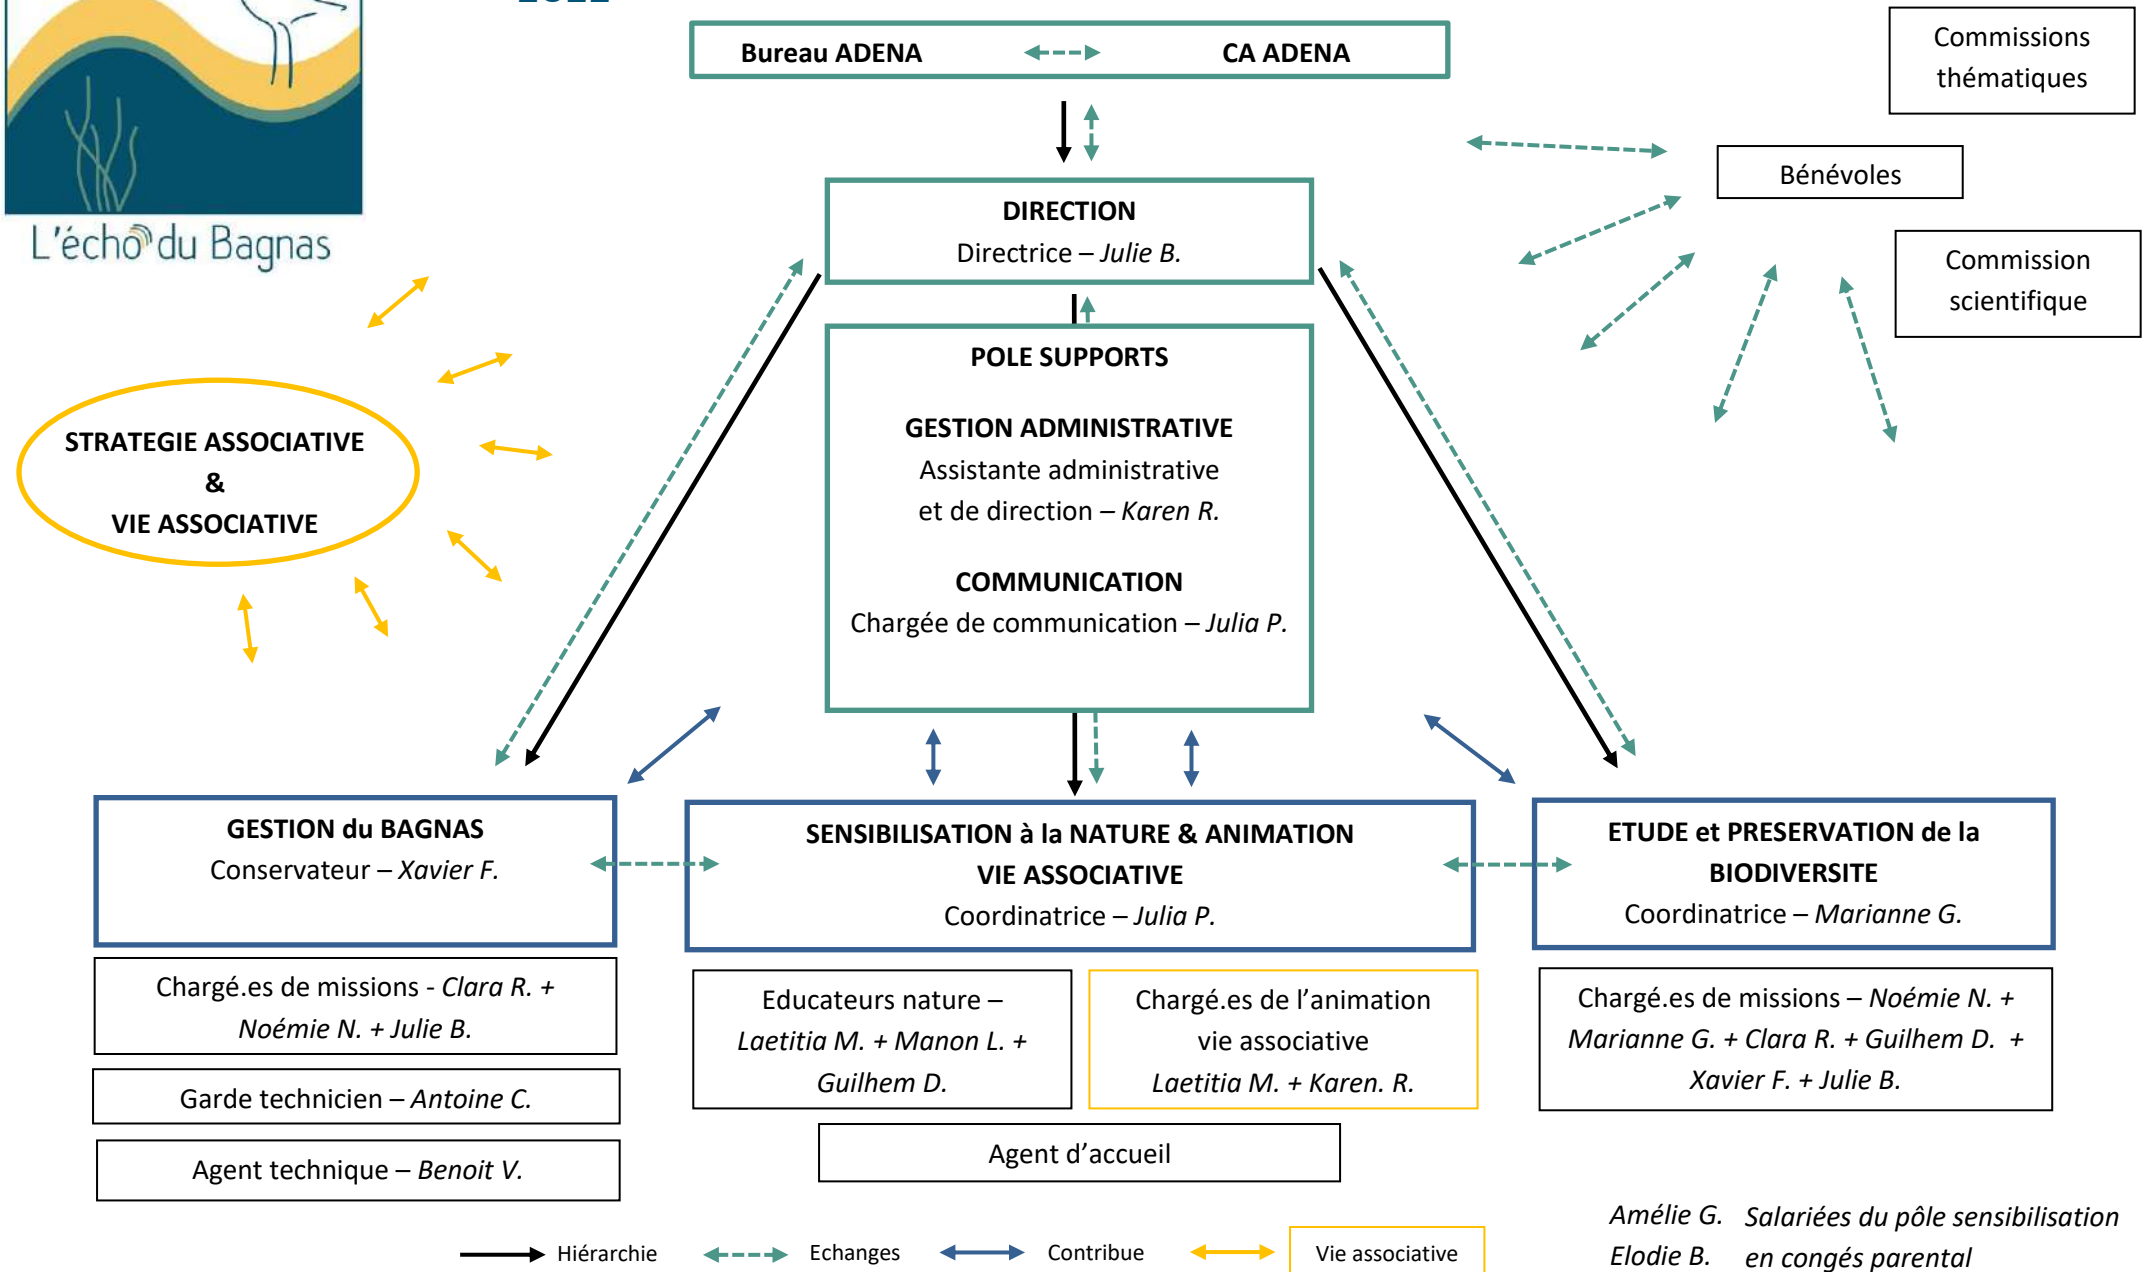 L'écho du Bagnas
Bureau ADENA
CA ADENA
Commissions
thématiques
Bénévoles
Commission
scientifique
DIRECTION
Directrice – Julie B.
POLE SUPPORTS
GESTION ADMINISTRATIVE
Assistante administrative
et de direction – Karen R.
COMMUNICATION
Chargée de communication – Julia P.
STRATEGIE ASSOCIATIVE
&
VIE ASSOCIATIVE
GESTION du BAGNAS
Conservateur – Xavier F.
SENSIBILISATION à la NATURE & ANIMATION
VIE ASSOCIATIVE
Coordinatrice – Julia P.
ETUDE et PRESERVATION de la
BIODIVERSITE
Coordinatrice – Marianne G.
Chargé.es de missions - Clara R. +
Noémie N. + Julie B.
Garde technicien – Antoine C.
Agent technique – Benoit V.
Educateurs nature –
Laetitia M. + Manon L. +
Guilhem D.
Chargé.es de l’animation
vie associative
Laetitia M. + Karen. R.
Agent d’accueil
Chargé.es de missions – Noémie N. +
Marianne G. + Clara R. + Guilhem D. +
Xavier F. + Julie B.
Amélie G. Salariées du pôle sensibilisation
Elodie B. en congés parental
Hiérarchie
Echanges
Contribue
Vie associative